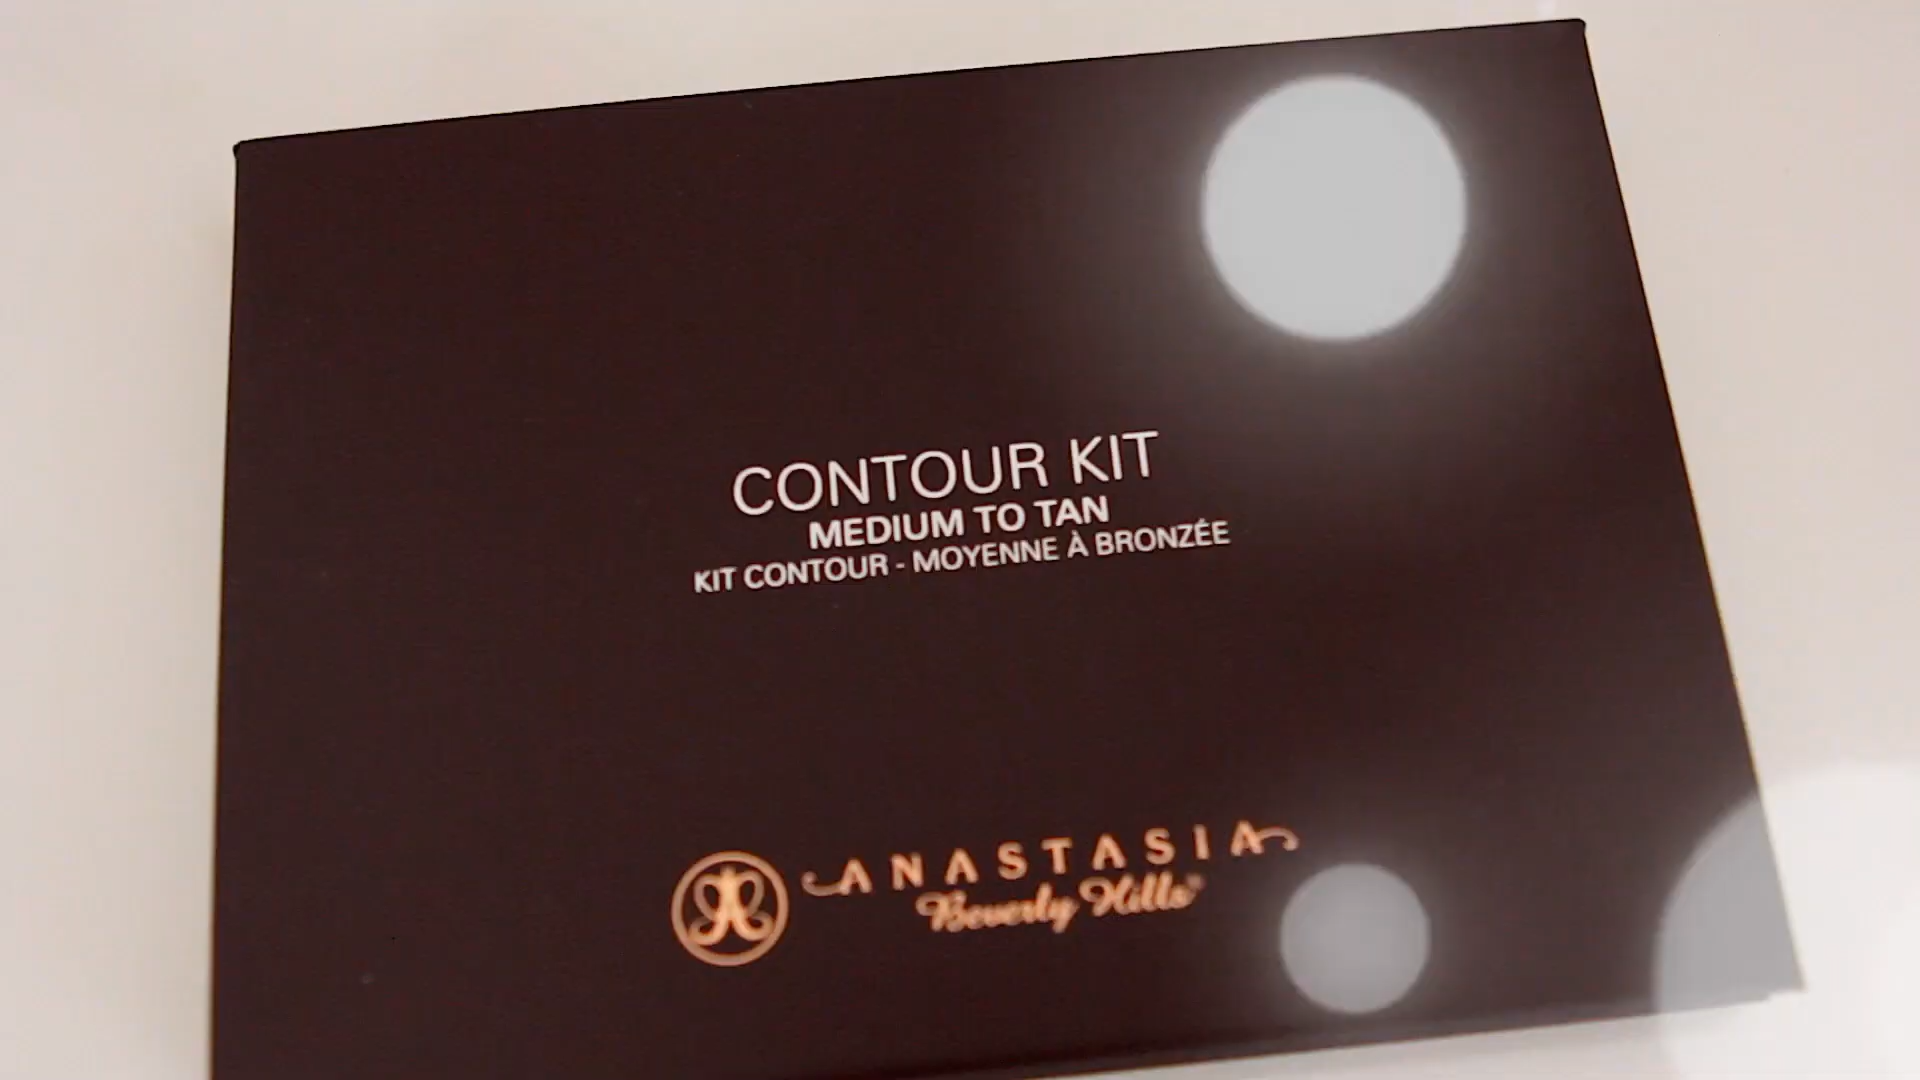 CONTOUR KIT
MEDIUM TO TAN
KIT CONTOUR - MOYENNE À BRONZÉE
ANASTASIA
Beverly Hills®